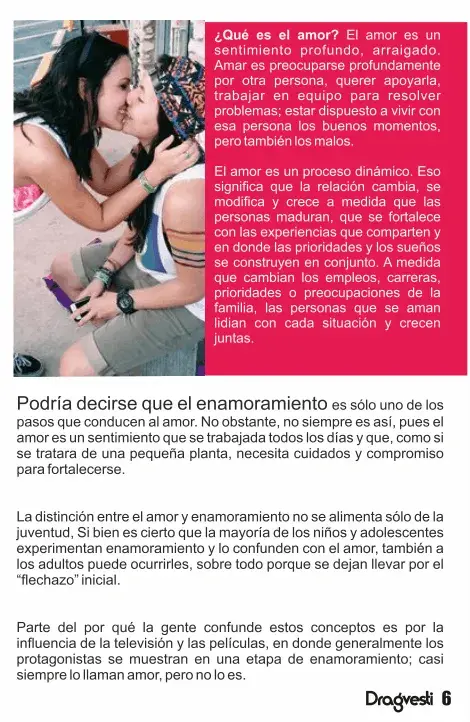 ¿Qué es el amor? El amor es un
sentimiento profundo, arraigado.
Amar es preocuparse profundamente
por otra persona, querer apoyarla,
trabajar en equipo para resolver
problemas; estar dispuesto a vivir con
esa persona los buenos momentos,
pero también los malos.
El amor es un proceso dinámico. Eso
significa que la relación cambia, se
modifica y crece a medida que las
personas maduran, que se fortalece
con las experiencias que comparten y
en donde las prioridades y los sueños
se construyen en conjunto. A medida
que cambian los empleos, carreras,
prioridades o preocupaciones de la
familia, las personas que se aman
lidian con cada situación y crecen
juntas.
Podría decirse que el enamoramiento es sólo uno de los
pasos que conducen al amor. No obstante, no siempre es así, pues el
amor es un sentimiento que se trabajada todos los días y que, como si
se tratara de una pequeña planta, necesita cuidados y compromiso
para fortalecerse.
La distinción entre el amor y enamoramiento no se alimenta sólo de la
juventud, Si bien es cierto que la mayoría de los niños y adolescentes
experimentan enamoramiento y lo confunden con el amor, también a
los adultos puede ocurrirles, sobre todo porque se dejan llevar por el
“flechazo” inicial.
Parte del por qué la gente confunde estos conceptos es por la
influencia de la televisión y las películas, en donde generalmente los
protagonistas se muestran en una etapa de enamoramiento; casi
siempre lo llaman amor, pero no lo es.
Dragvesti 6